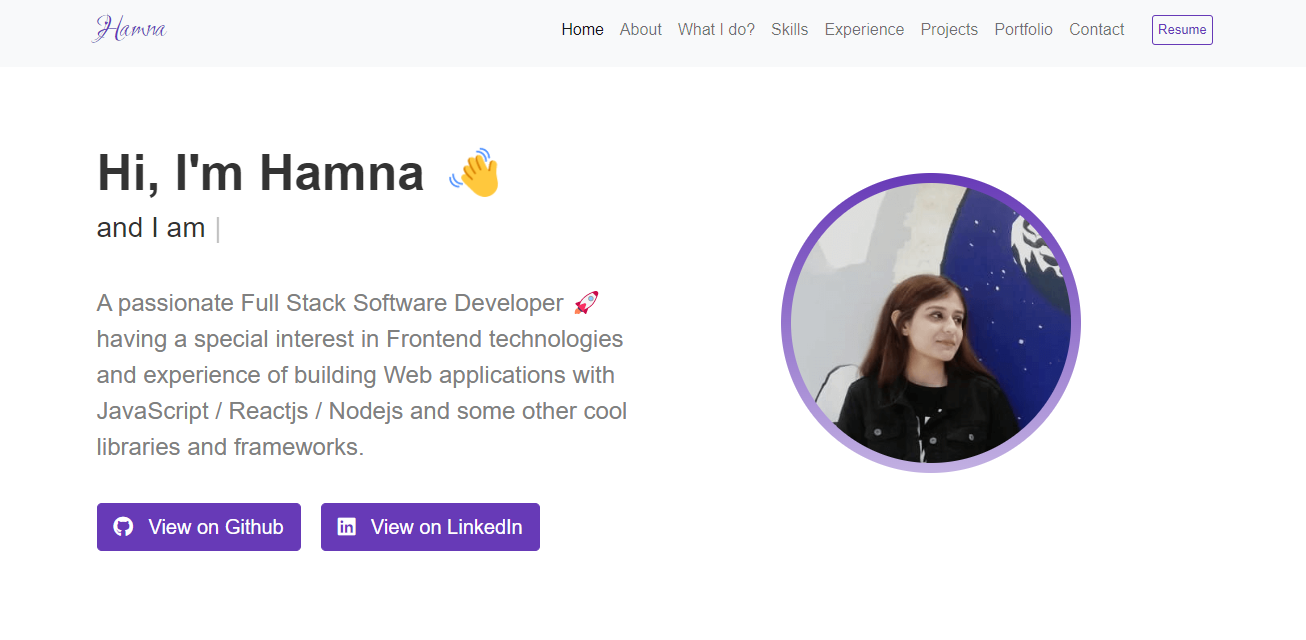 Hamna
Home About What I do? Skills Experience Projects Portfolio Contact Resume
Hi, I'm Hamna 👋
and I am |
A passionate Full Stack Software Developer 🚀
having a special interest in Frontend technologies
and experience of building Web applications with
JavaScript / Reactjs / Nodejs and some other cool
libraries and frameworks.
View on Github
View on LinkedIn